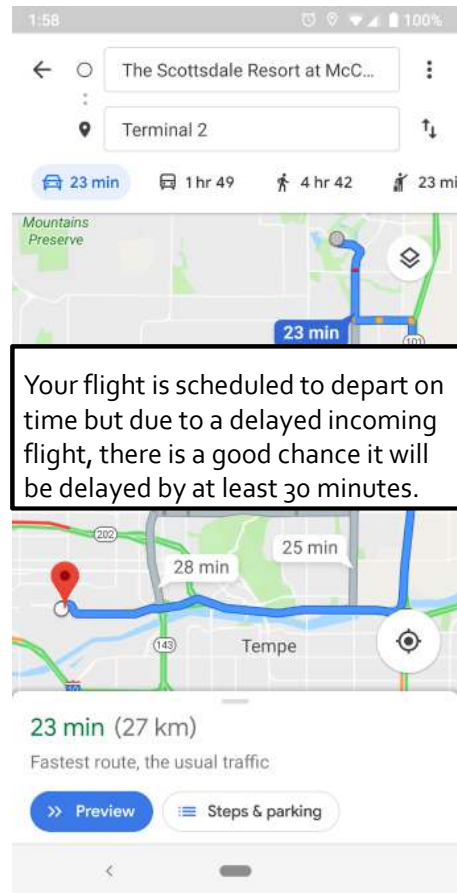 1:58 100%
The Scottsdale Resort at McC...
Terminal 2
23 min 1 hr 49 4 hr 42 23 mi
Mountains
Preserve
23 min
101
Your flight is scheduled to depart on
time but due to a delayed incoming
flight, there is a good chance it will
be delayed by at least 30 minutes.
202
25 min
28 min
143
Tempe
10
23 min (27 km)
Fastest route, the usual traffic
Preview Steps & parking